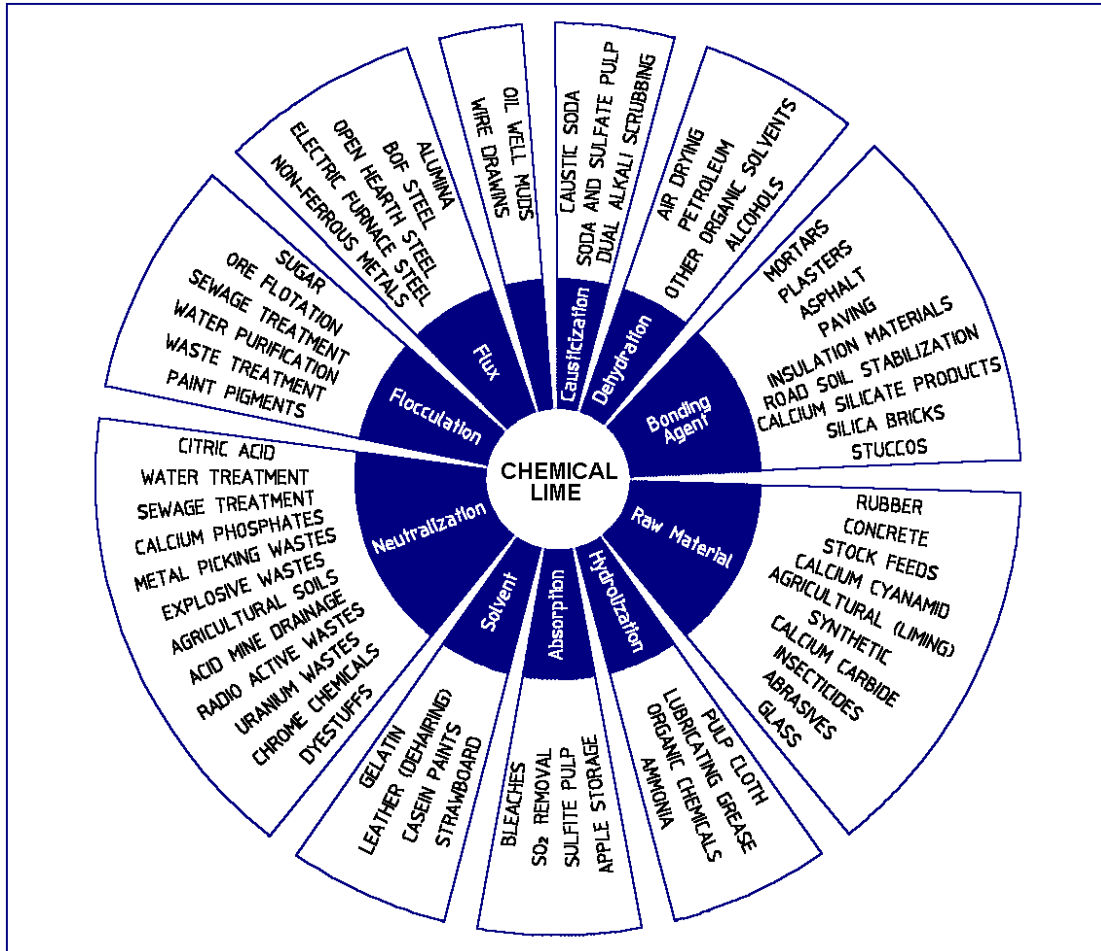 CHEMICAL
LIME
Causticization
CAUSTIC SODA
SODA AND SULFATE PULP
DUAL ALKALI SCRUBBING
Dehydration
AIR DRYING
PETROLEUM
OTHER ORGANIC SOLVENTS
ALCOHOLS
Bonding
Agent
MORTARS
PLASTERS
ASPHALT
PAVING
INSULATION MATERIALS
ROAD SOIL STABILIZATION
CALCIUM SILICATE PRODUCTS
SILICA BRICKS
STUCCOS
Raw Material
RUBBER
CONCRETE
STOCK FEEDS
CALCIUM CYANAMID
AGRICULTURAL (LIMING)
SYNTHETIC
CALCIUM CARBIDE
INSECTICIDES
ABRASIVES
GLASS
Hydrolization
PULP CLOTH
LUBRICATING GREASE
ORGANIC CHEMICALS
AMMONIA
Absorption
BLEACHES
SO₂ REMOVAL
SULFITE PULP
APPLE STORAGE
Solvent
GELATIN
LEATHER (DEHAIRING)
CASEIN PAINTS
STRAWBOARD
Neutralization
CITRIC ACID
WATER TREATMENT
SEWAGE TREATMENT
CALCIUM PHOSPHATES
METAL PICKING WASTES
EXPLOSIVE WASTES
AGRICULTURAL SOILS
ACID MINE DRAINAGE
RADIO ACTIVE WASTES
URANIUM WASTES
CHROME CHEMICALS
DYESTUFFS
Flocculation
SUGAR
ORE FLOTATION
SEWAGE TREATMENT
WATER PURIFICATION
WASTE TREATMENT
PAINT PIGMENTS
Flux
ALUMINA
BOF STEEL
OPEN HEARTH STEEL
ELECTRIC FURNACE STEEL
NON-FERROUS METALS
OIL WELL MUDS
WIRE DRAWINS